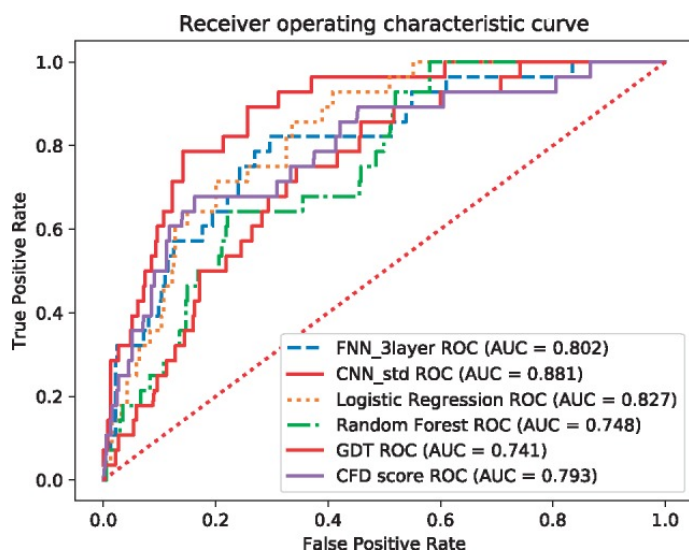 Receiver operating characteristic curve
1.0
0.8
0.6
0.4
0.2
0.0
True Positive Rate
FNN_3layer ROC (AUC = 0.802)
CNN_std ROC (AUC = 0.881)
Logistic Regression ROC (AUC = 0.827)
Random Forest ROC (AUC = 0.748)
GDT ROC (AUC = 0.741)
CFD score ROC (AUC = 0.793)
0.0 0.2 0.4 0.6 0.8 1.0
False Positive Rate